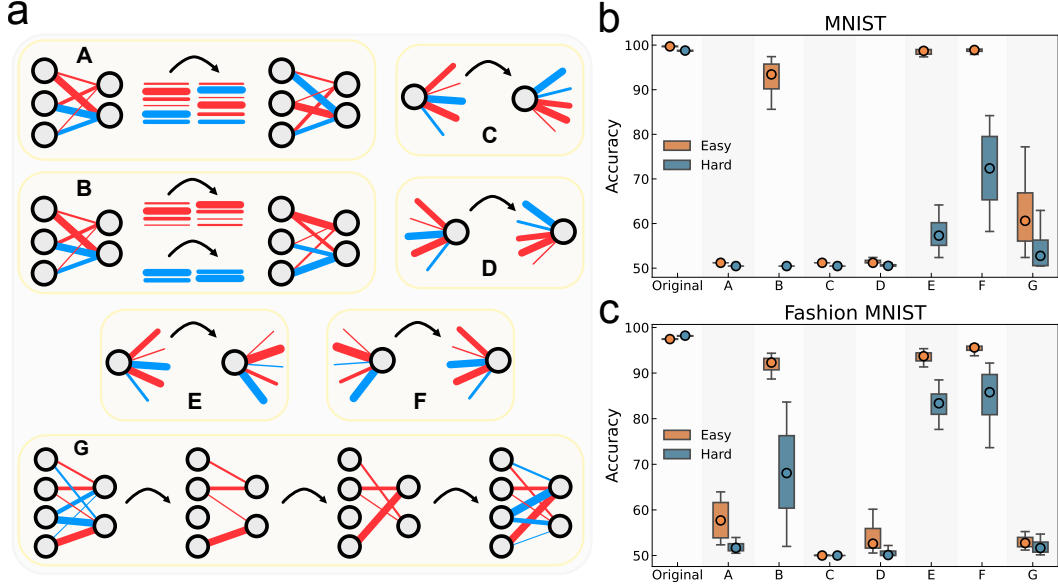 a
A
C
B
D
E
F
G
b
MNIST
100
90
80
70
60
50
Accuracy
Easy
Hard
Original A B C D E F G
c
Fashion MNIST
100
90
80
70
60
50
Accuracy
Easy
Hard
Original A B C D E F G